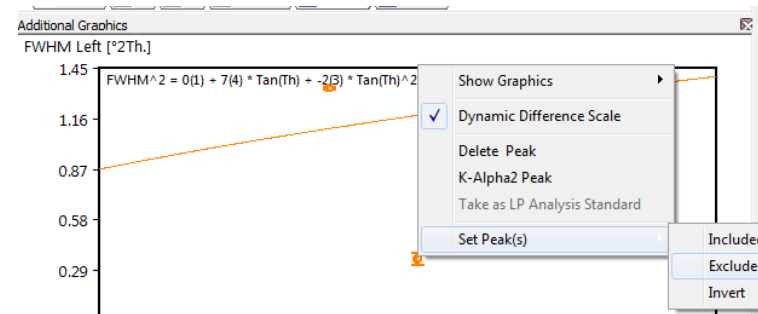 Additional Graphics
FWHM Left [°2Th.]
1.45
FWHM^2 = 0(1) + 7(4) * Tan(Th) + -2(3) * Tan(Th)^2
1.16
0.87
0.58
0.29
Show Graphics
✓ Dynamic Difference Scale
Delete Peak
K-Alpha2 Peak
Take as LP Analysis Standard
Set Peak(s)
Include
Exclude
Invert